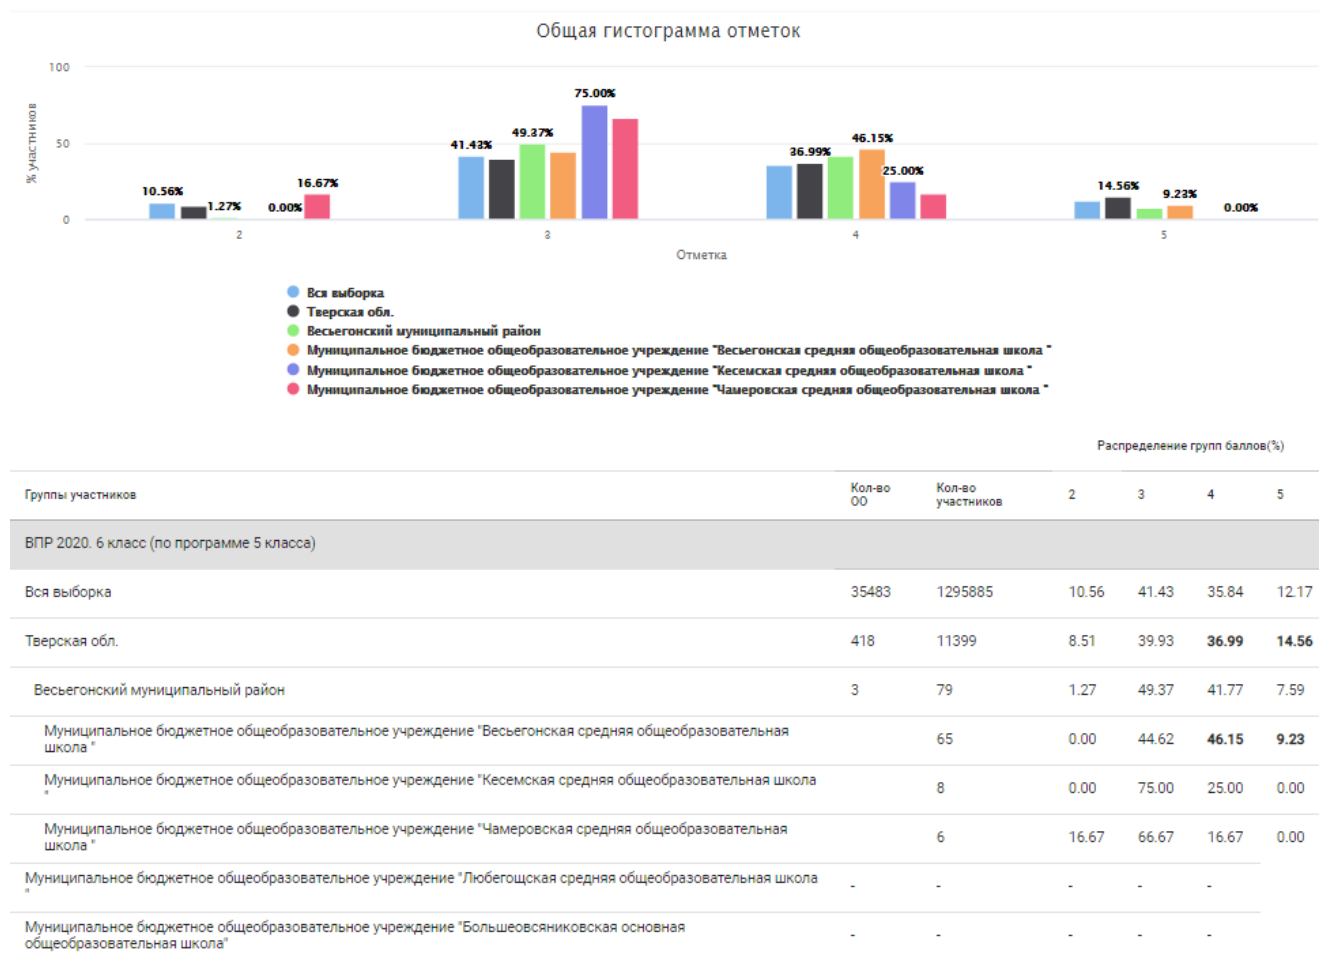 Общая гистограмма отметок
100
% участников
50
0
10.56%
1.27%
0.00%
16.67%
41.43%
49.37%
75.00%
36.99%
46.15%
25.00%
14.56%
9.23%
0.00%
2
3
4
5
Отметка
Вся выборка
Тверская обл.
Весьегонский муниципальный район
Муниципальное бюджетное общеобразовательное учреждение "Весьегонская средняя общеобразовательная школа "
Муниципальное бюджетное общеобразовательное учреждение "Кесемская средняя общеобразовательная школа "
Муниципальное бюджетное общеобразовательное учреждение "Чамеровская средняя общеобразовательная школа "
Распределение групп баллов(%)
Группы участников Кол-во ОО Кол-во участников 2 3 4 5
ВПР 2020. 6 класс (по программе 5 класса)
Вся выборка 35483 1295885 10.56 41.43 35.84 12.17
Тверская обл. 418 11399 8.51 39.93 36.99 14.56
Весьегонский муниципальный район 3 79 1.27 49.37 41.77 7.59
Муниципальное бюджетное общеобразовательное учреждение "Весьегонская средняя общеобразовательная
школа " 65 0.00 44.62 46.15 9.23
Муниципальное бюджетное общеобразовательное учреждение "Кесемская средняя общеобразовательная школа
" 8 0.00 75.00 25.00 0.00
Муниципальное бюджетное общеобразовательное учреждение "Чамеровская средняя общеобразовательная
школа " 6 16.67 66.67 16.67 0.00
Муниципальное бюджетное общеобразовательное учреждение "Любегощская средняя общеобразовательная школа
" - - - - -
Муниципальное бюджетное общеобразовательное учреждение "Большеовсяниковская основная
общеобразовательная школа" - - - - -